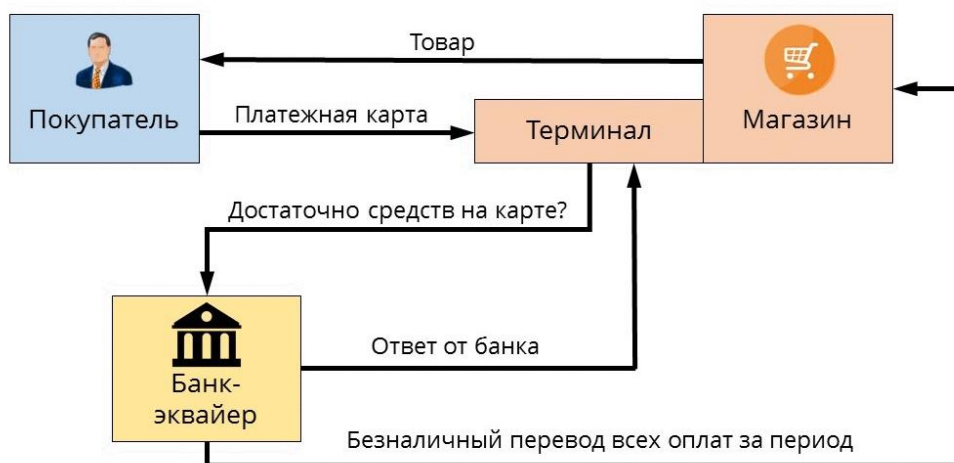 Товар
Покупатель
Платежная карта
Терминал
Магазин
Достаточно средств на карте?
Ответ от банка
Банк-
эквайер
Безналичный перевод всех оплат за период